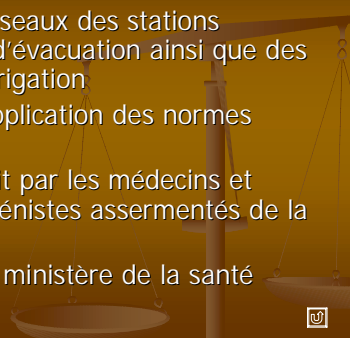 seaux des stations
d'évacuation ainsi que des
rigation
pplication des normes
t par les médecins et
énistes assermentés de la
ministère de la santé